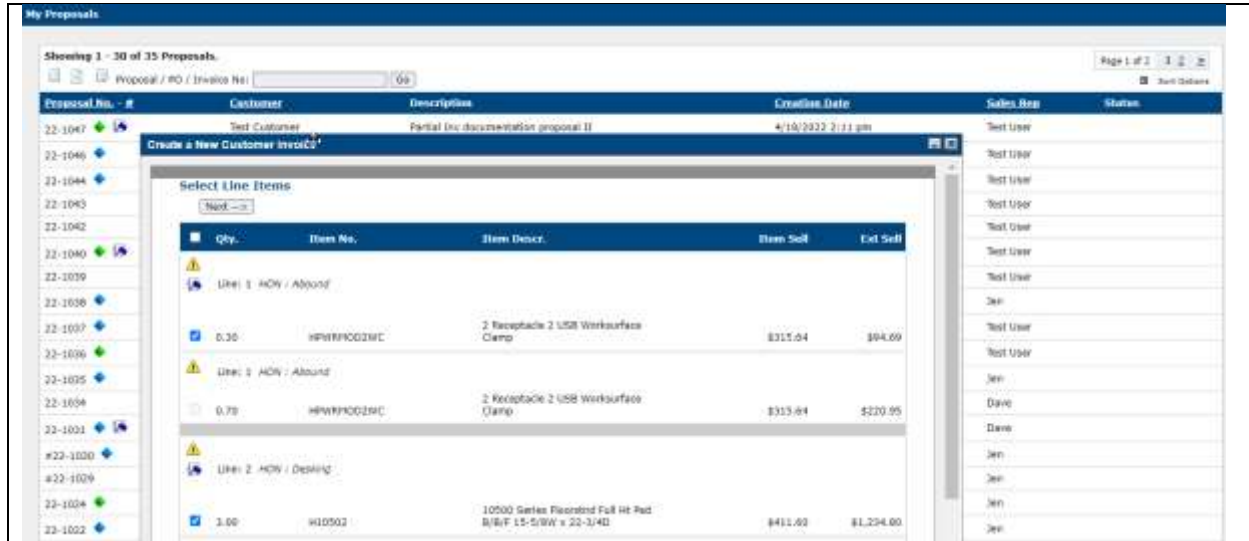 My Proposals
Showing 1 - 30 of 35 Proposals.
Page 1 of 2 1 2 >
Proposal / PO / Invoice No: Go
Sort Options
Proposal No. - # Customer Description Creation Date Sales Rep Status
22-1047 Test Customer Partial Inv documentation proposal II 4/18/2022 2:11 pm Test User
Create a New Customer Invoice
22-1046 Test User
22-1044 Test User
Select Line Items
22-1043 Test User
Next -->
22-1042 Test User
Qty. Item No. Item Descr. Item Sell Ext Sell
22-1040 Test User
22-1039 Test User
Line: 1 HON : Abound
22-1038 Jen
22-1037 Test User
0.30 HPWRMOD2WC 2 Receptacle 2 USB Worksurface Clamp $315.64 $94.69
22-1036 Test User
Line: 1 HON : Abound
22-1035 Jen
22-1034 Dave
0.70 HPWRMOD2WC 2 Receptacle 2 USB Worksurface Clamp $315.64 $220.95
22-1031 Dave
#22-1030 Jen
Line: 2 HON : Desking
#22-1029 Jen
22-1024 Jen
22-1022 Jen
3.00 H10502 10500 Series Floorstnd Full Ht Ped B/B/F 15-5/8W x 22-3/4D $411.60 $1,234.80